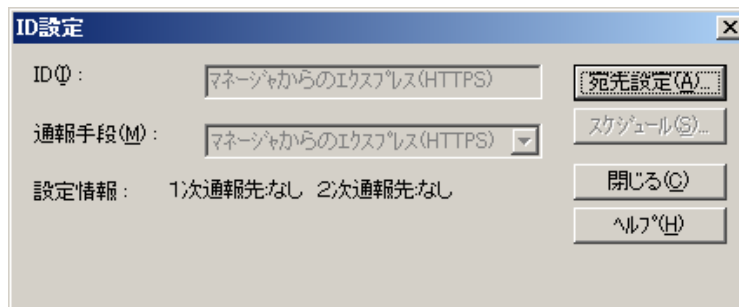 ID設定
ID(I) :
マネージャからのエクスプレス(HTTPS)
宛先設定(A)...
通報手段(M) :
マネージャからのエクスプレス(HTTPS)
スケジュール(S)...
設定情報 :
1次通報先:なし 2次通報先:なし
閉じる(C)
ヘルプ(H)